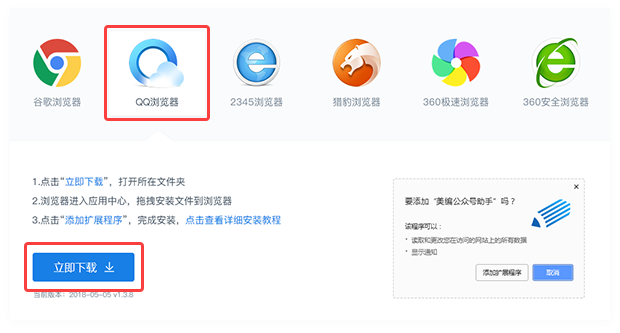 谷歌浏览器
QQ浏览器
2345浏览器
猎豹浏览器
360极速浏览器
360安全浏览器
1.点击“立即下载”，打开所在文件夹
2.浏览器进入应用中心，拖拽安装文件到浏览器
3.点击“添加扩展程序”，完成安装，点击查看详细安装教程
立即下载
当前版本：2018-05-05 v1.3.8
要添加“美编公众号助手”吗？
该程序可以：
• 读取和更改您在访问的网站上的所有数据
• 显示通知
添加扩展程序
取消